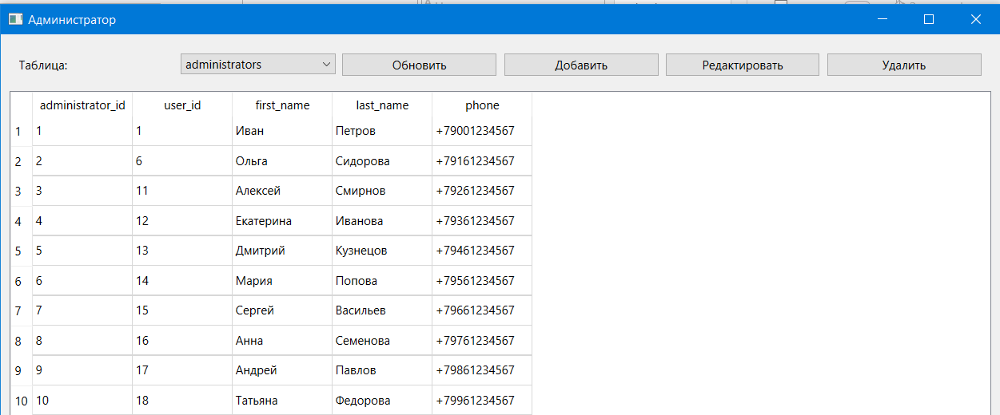 Администратор
Таблица: administrators Обновить Добавить Редактировать Удалить
administrator_id user_id first_name last_name phone
1 1 1 Иван Петров +79001234567
2 2 6 Ольга Сидорова +79161234567
3 3 11 Алексей Смирнов +79261234567
4 4 12 Екатерина Иванова +79361234567
5 5 13 Дмитрий Кузнецов +79461234567
6 6 14 Мария Попова +79561234567
7 7 15 Сергей Васильев +79661234567
8 8 16 Анна Семенова +79761234567
9 9 17 Андрей Павлов +79861234567
10 10 18 Татьяна Федорова +79961234567